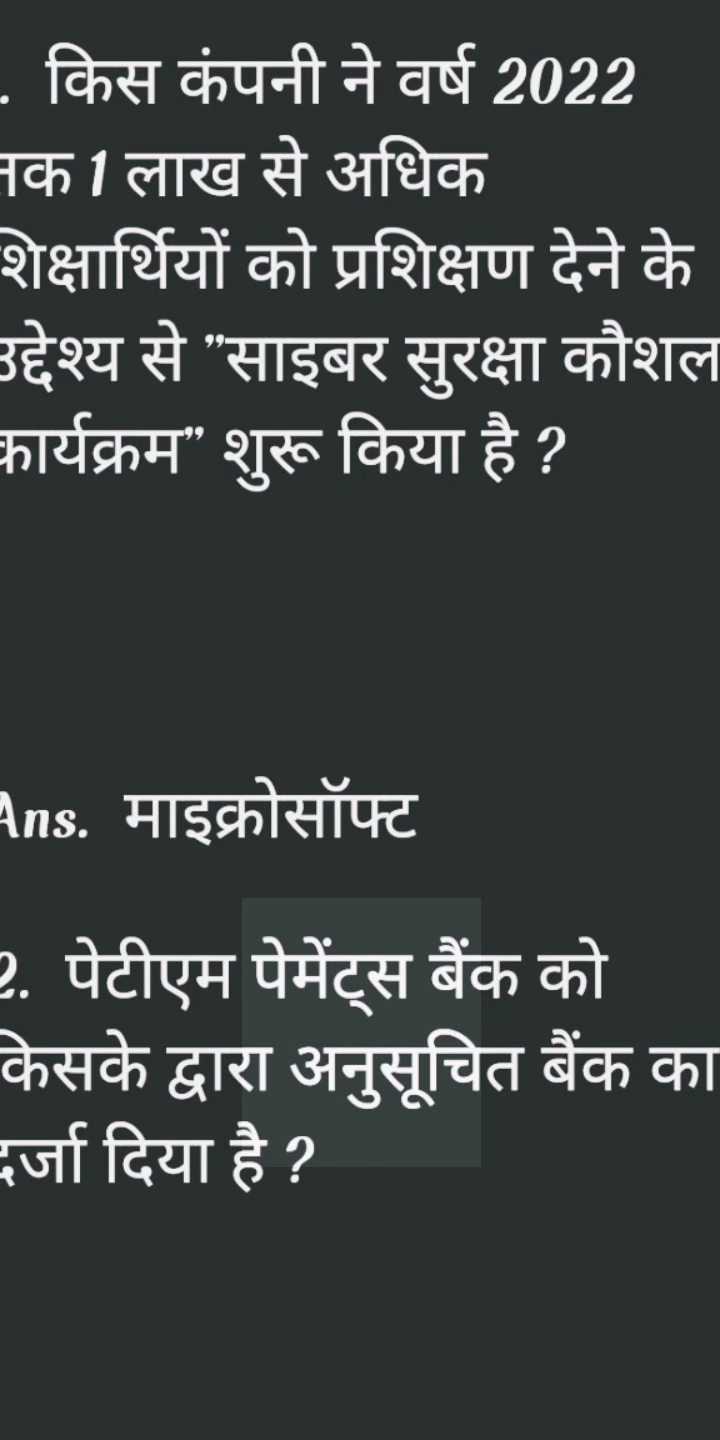 . किस कंपनी ने वर्ष 2022
तक 1 लाख से अधिक
शिक्षार्थियों को प्रशिक्षण देने के
उद्देश्य से "साइबर सुरक्षा कौशल
कार्यक्रम" शुरू किया है ?
Ans. माइक्रोसॉफ्ट
2. पेटीएम पेमेंट्स बैंक को
किसके द्वारा अनुसूचित बैंक का
दर्जा दिया है ?